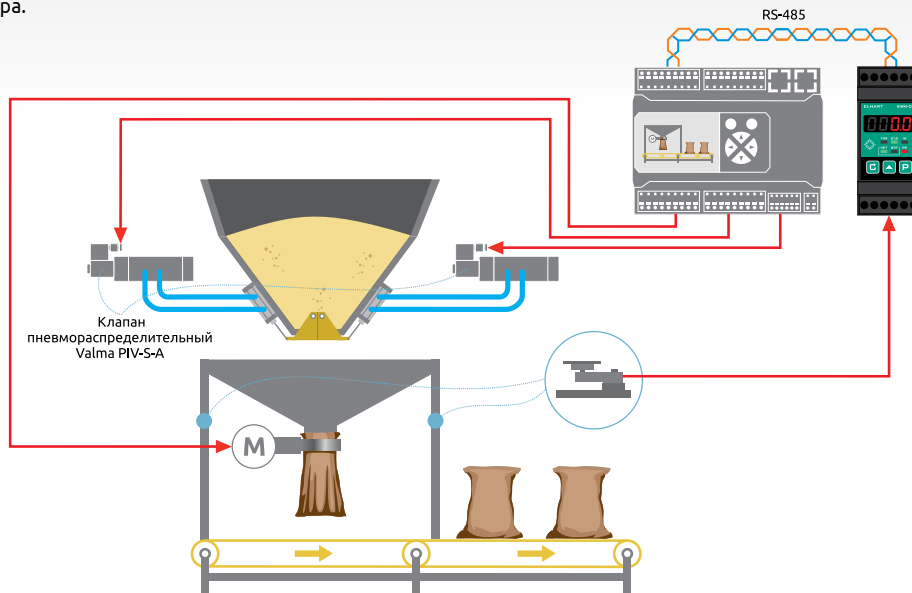 ра.
RS-485
ELHART
Клапан
пневмораспределительный
Valma PIV-S-A
M
C
P